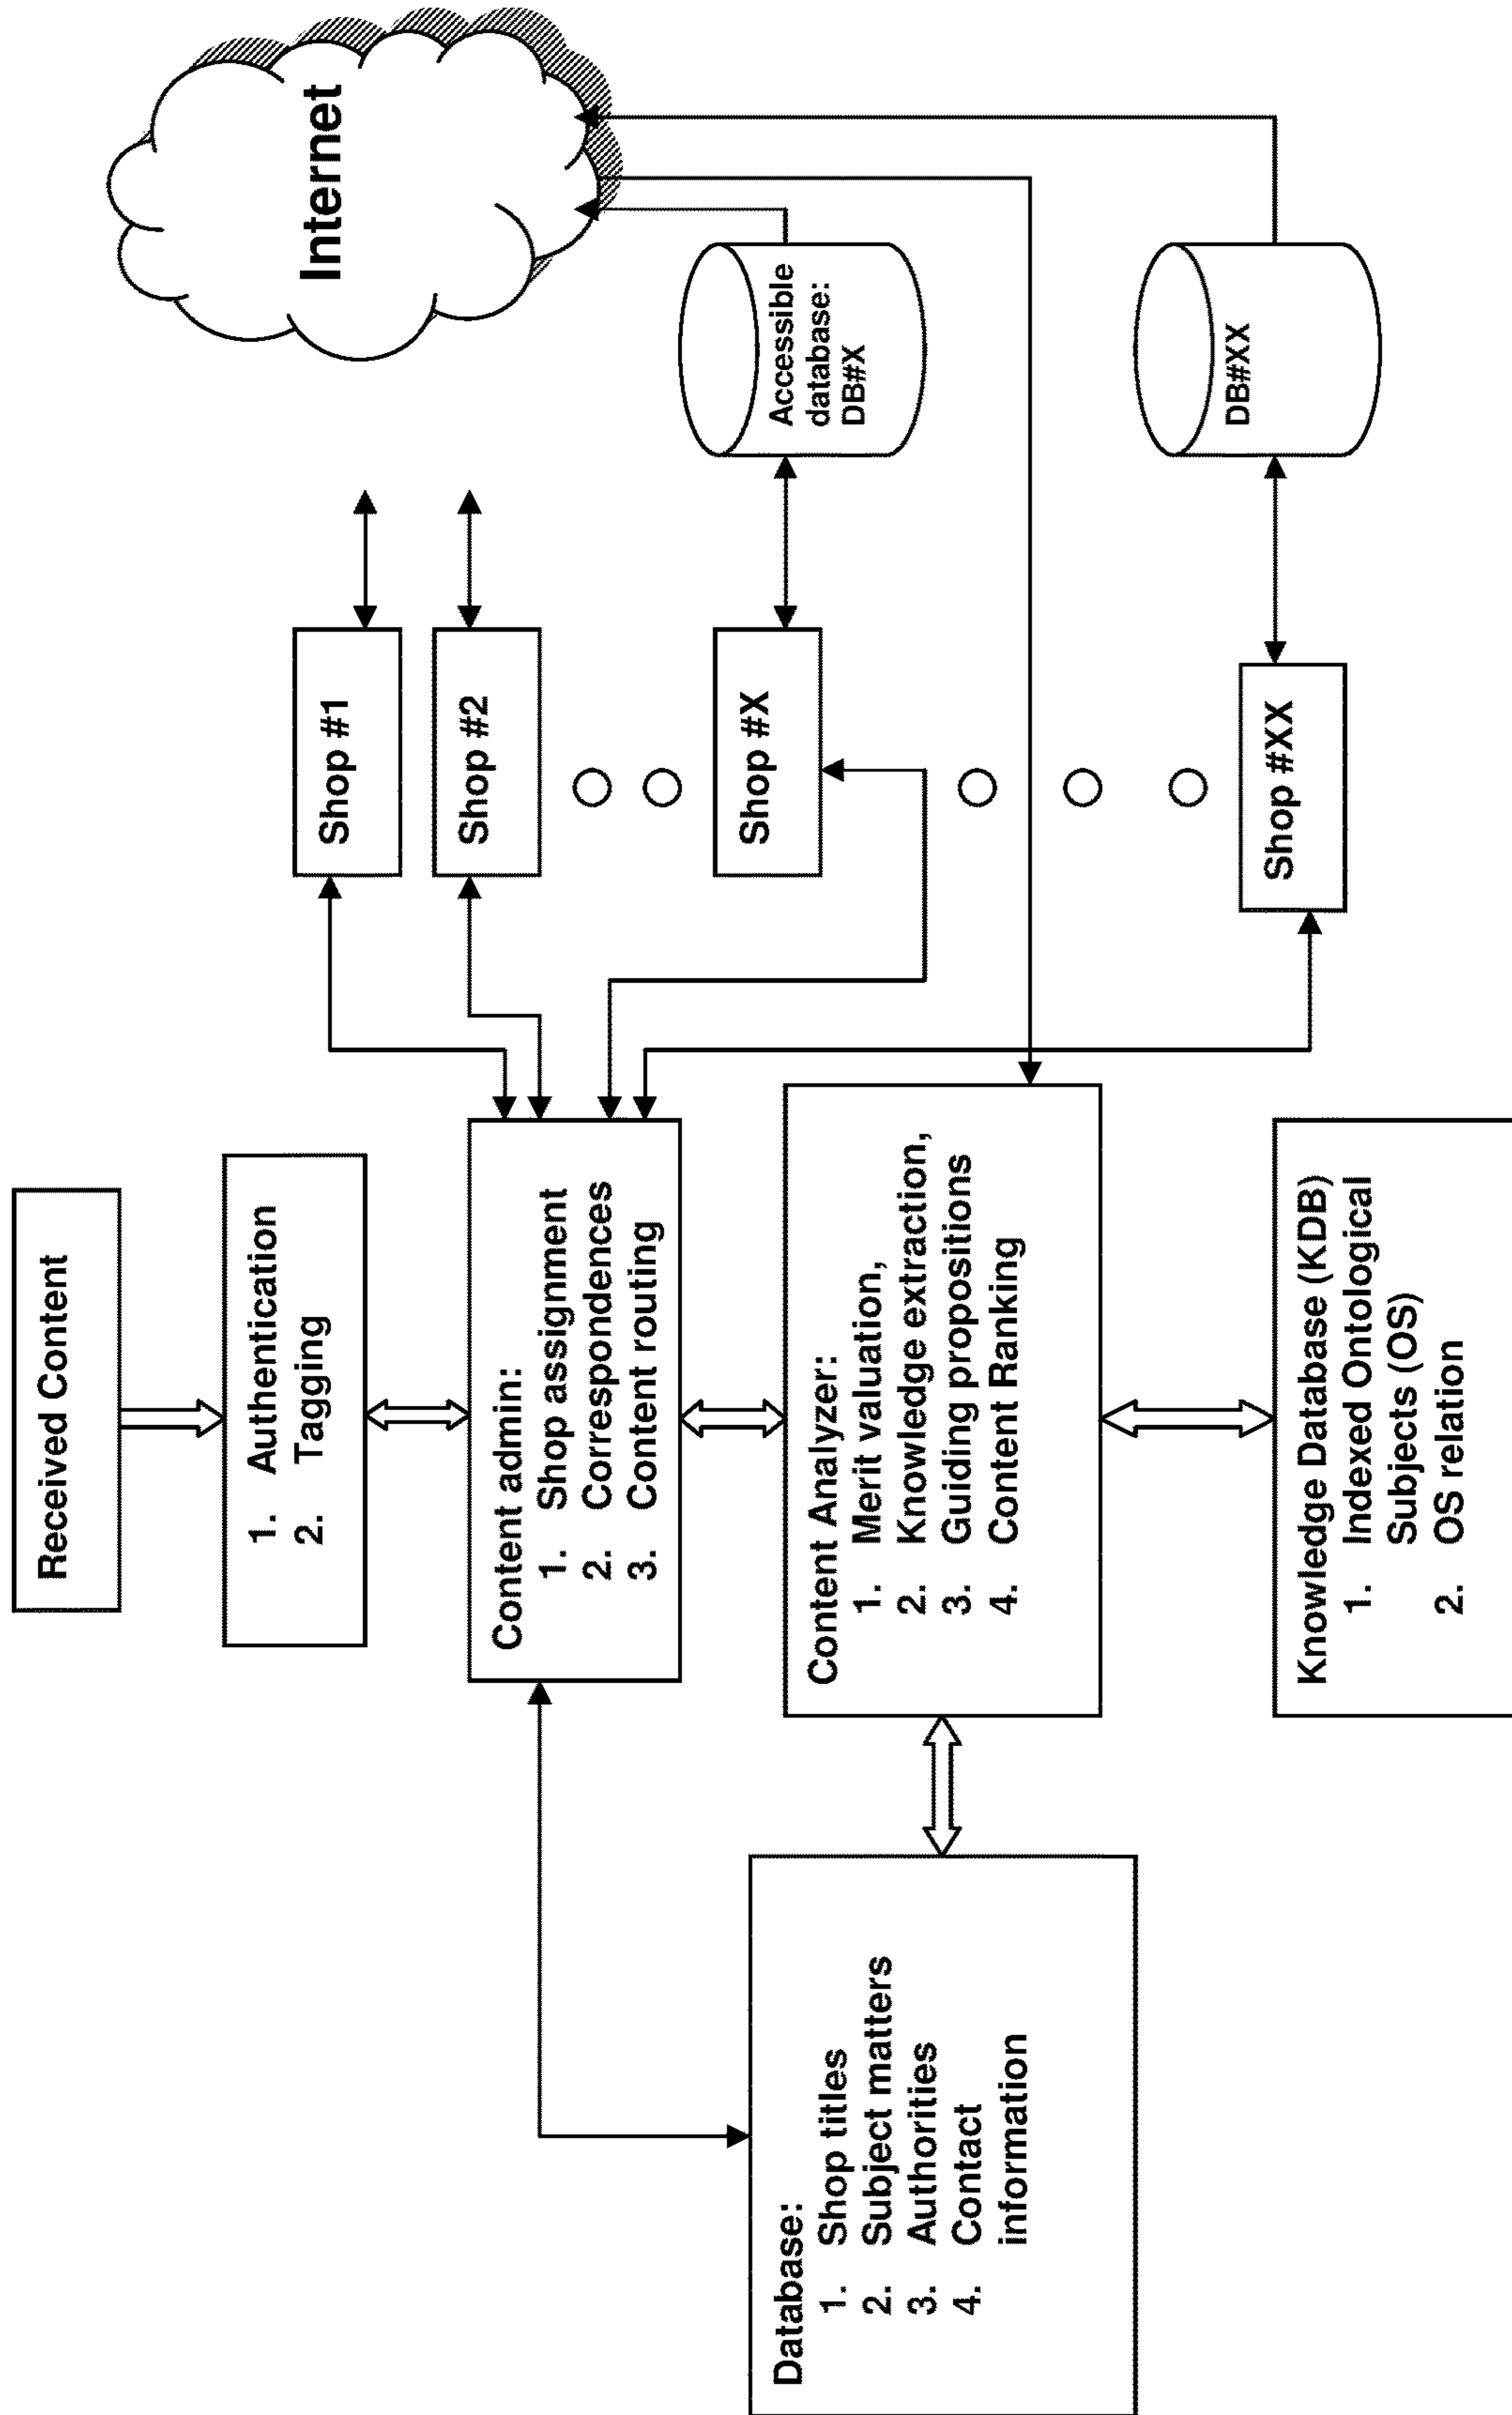 Received Content
1. Authentication
2. Tagging
Content admin:
1. Shop assignment
2. Correspondences
3. Content routing
Content Analyzer:
1. Merit valuation,
2. Knowledge extraction,
3. Guiding propositions
4. Content Ranking
Knowledge Database (KDB)
1. Indexed Ontological
Subjects (OS)
2. OS relation
Database:
1. Shop titles
2. Subject matters
3. Authorities
4. Contact
information
Shop #1
Shop #2
Shop #X
Shop #XX
Accessible
database:
DB#X
DB#XX
Internet